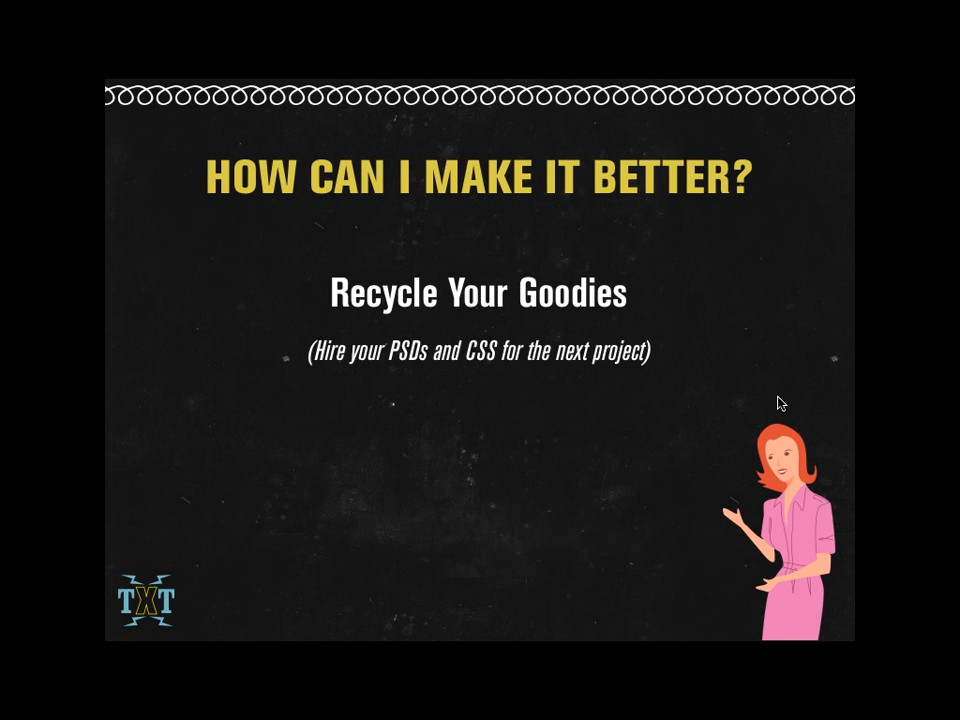 HOW CAN I MAKE IT BETTER?
Recycle Your Goodies
(Hire your PSDs and CSS for the next project)
TXT